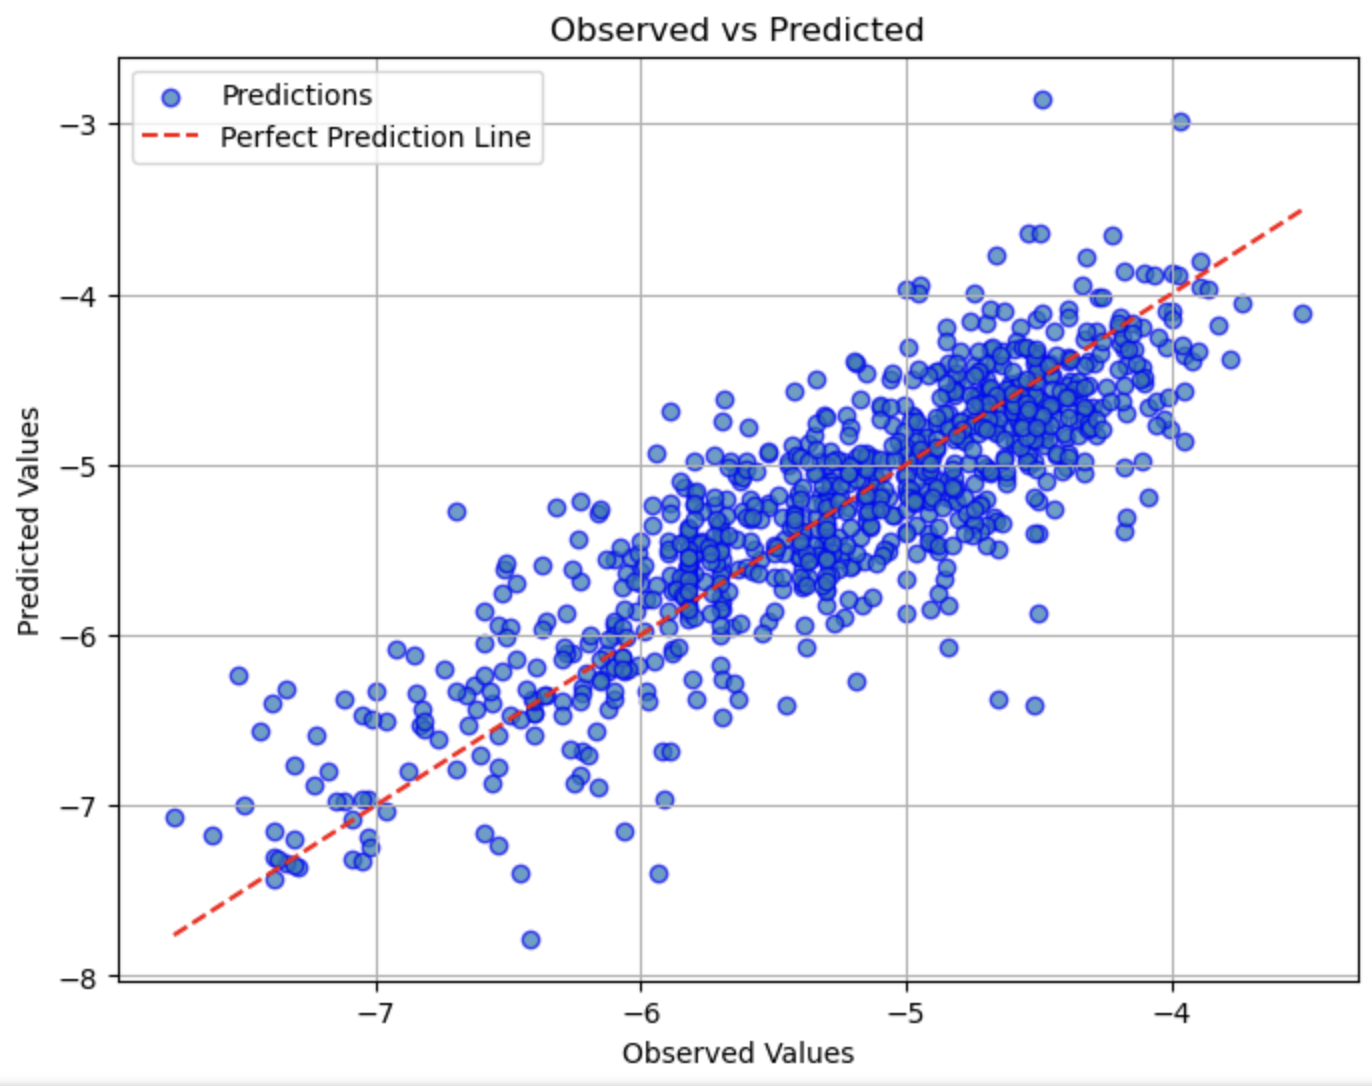 Observed vs Predicted
Predictions
Perfect Prediction Line
−3
−4
−5
−6
−7
−8
Predicted Values
−7
−6
−5
−4
Observed Values